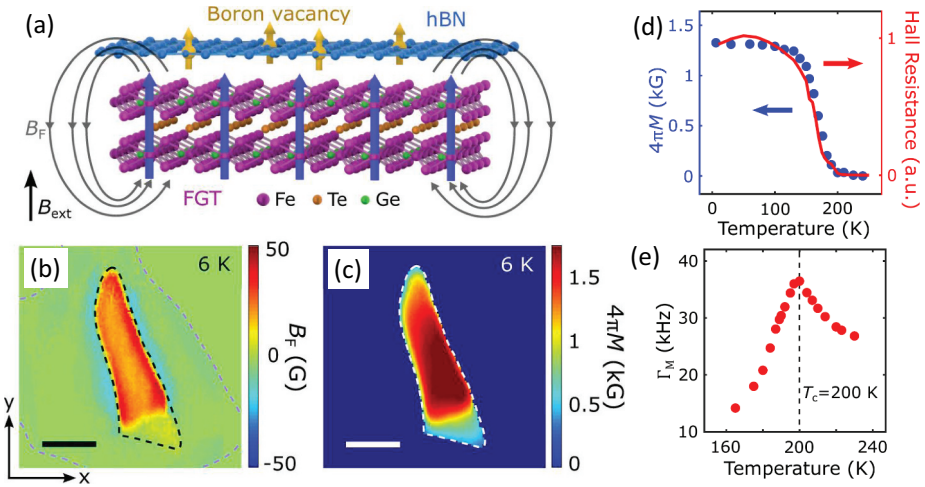 (a)
Boron vacancy
hBN
B_F
B_ext
FGT
Fe
Te
Ge
(b)
6 K
50
0
-50
B_F (G)
y
x
(c)
6 K
1.5
1
0.5
0
4πM (kG)
(d)
1.5
1
0.5
0
4πM (kG)
1
0
Hall
Resistance (a.u.)
0
100
200
Temperature (K)
(e)
40
30
20
10
Γ_M (kHz)
T_c=200 K
160
200
240
Temperature (K)